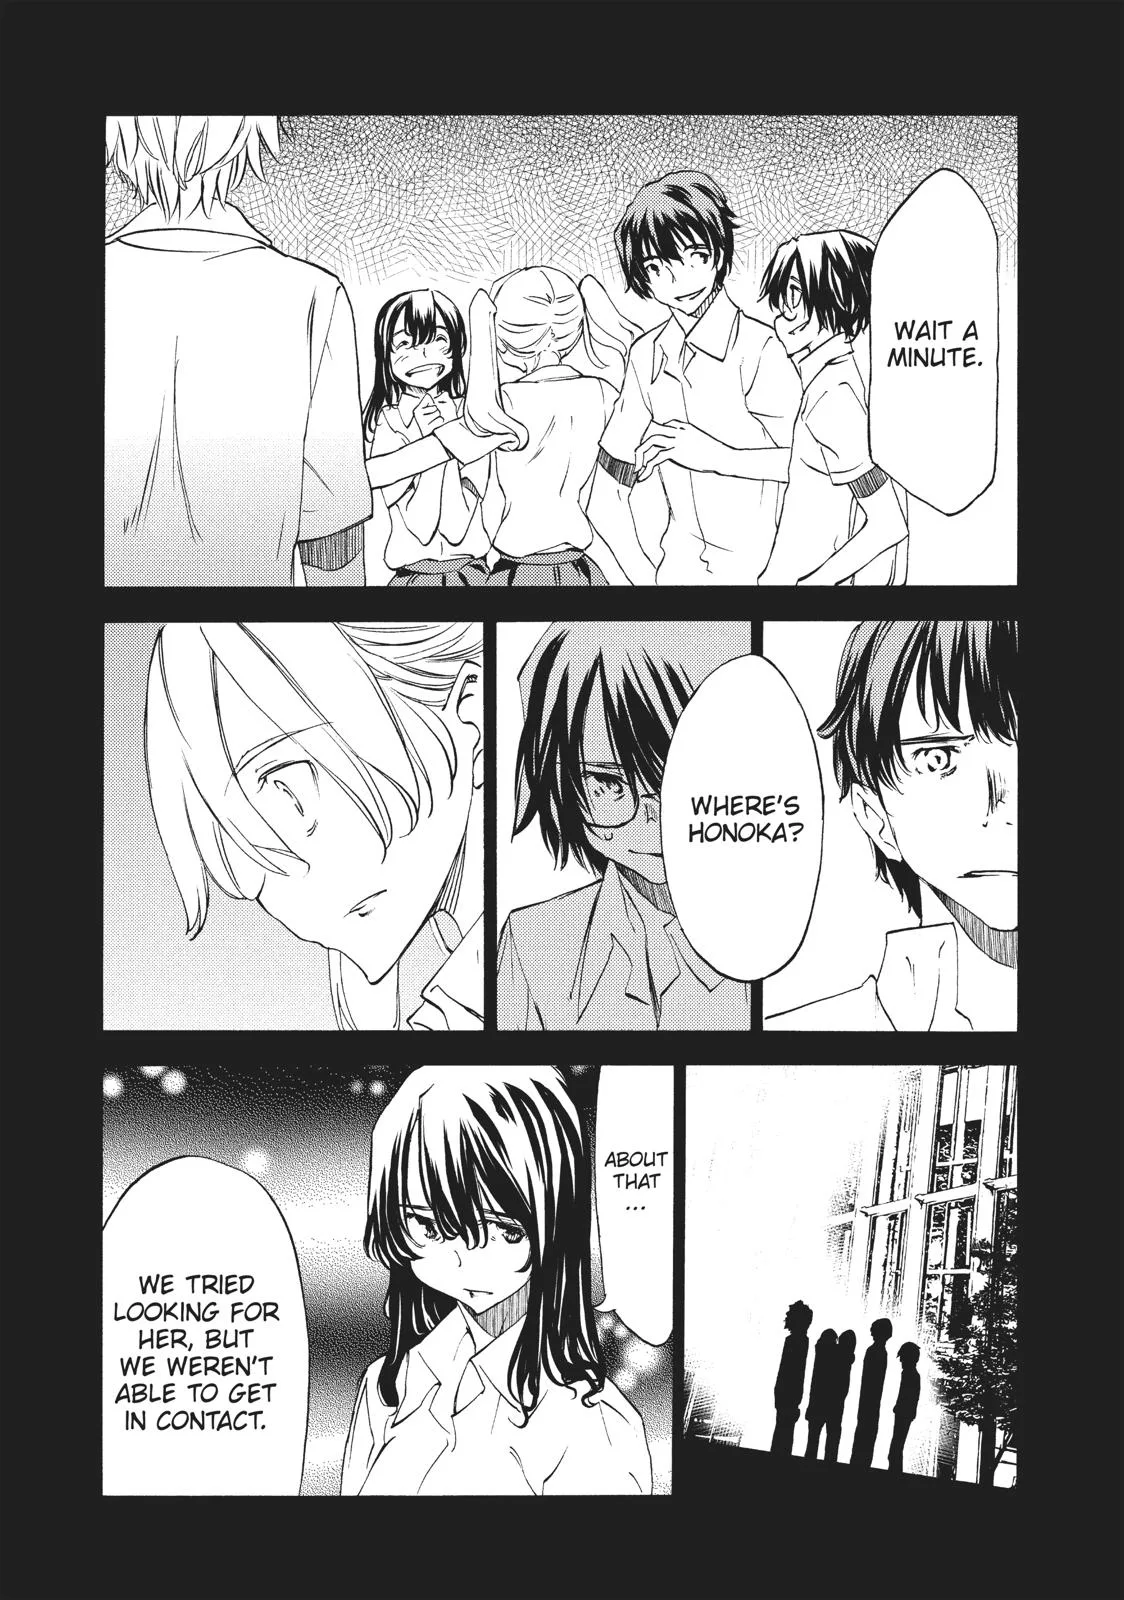 WAIT A
MINUTE.
WHERE'S
HONOKA?
ABOUT
THAT
...
WE TRIED
LOOKING FOR
HER, BUT
WE WEREN'T
ABLE TO GET
IN CONTACT.